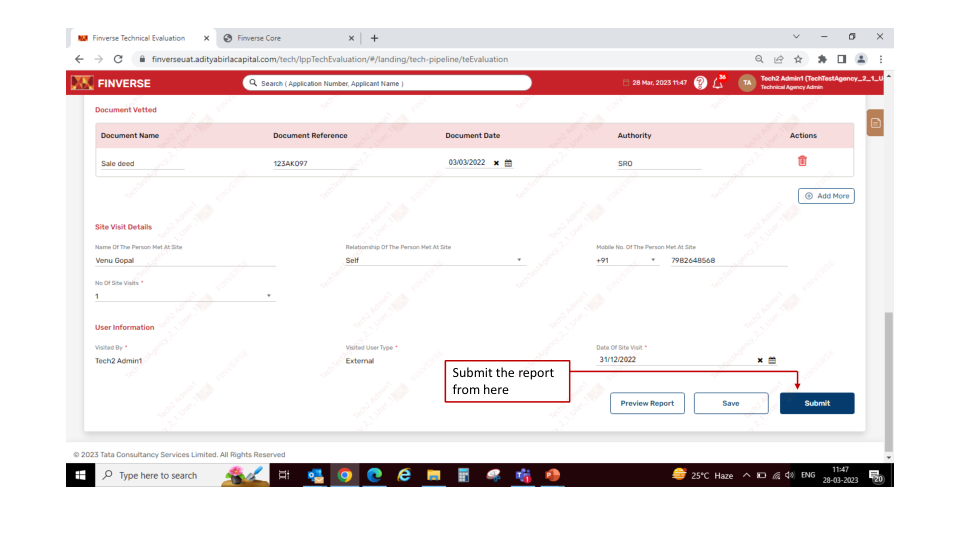 Finverse Technical Evaluation
Finverse Core
finverseuat.adityabirlacapital.com/tech/lppTechEvaluation/#/landing/tech-pipeline/teEvaluation
FINVERSE
Search ( Application Number, Applicant Name )
28 Mar, 2023 11:47
36
TA
Tech2 Admin1 (TechTestAgency_2_1_U
Technical Agency Admin
Document Vetted
Document Name Document Reference Document Date Authority Actions
Sale deed 123AK097 03/03/2022 SRO
Add More
Site Visit Details
Name Of The Person Met At Site Relationship Of The Person Met At Site Mobile No. Of The Person Met At Site
Venu Gopal Self +91 7982648568
No Of Site Visits *
1
User Information
Visited By * Visited User Type * Date Of Site Visit *
Tech2 Admin1 External 31/12/2022
Submit the report
from here
Preview Report Save Submit
© 2023 Tata Consultancy Services Limited. All Rights Reserved
Type here to search
25°C Haze
ENG
11:47
28-03-2023
20